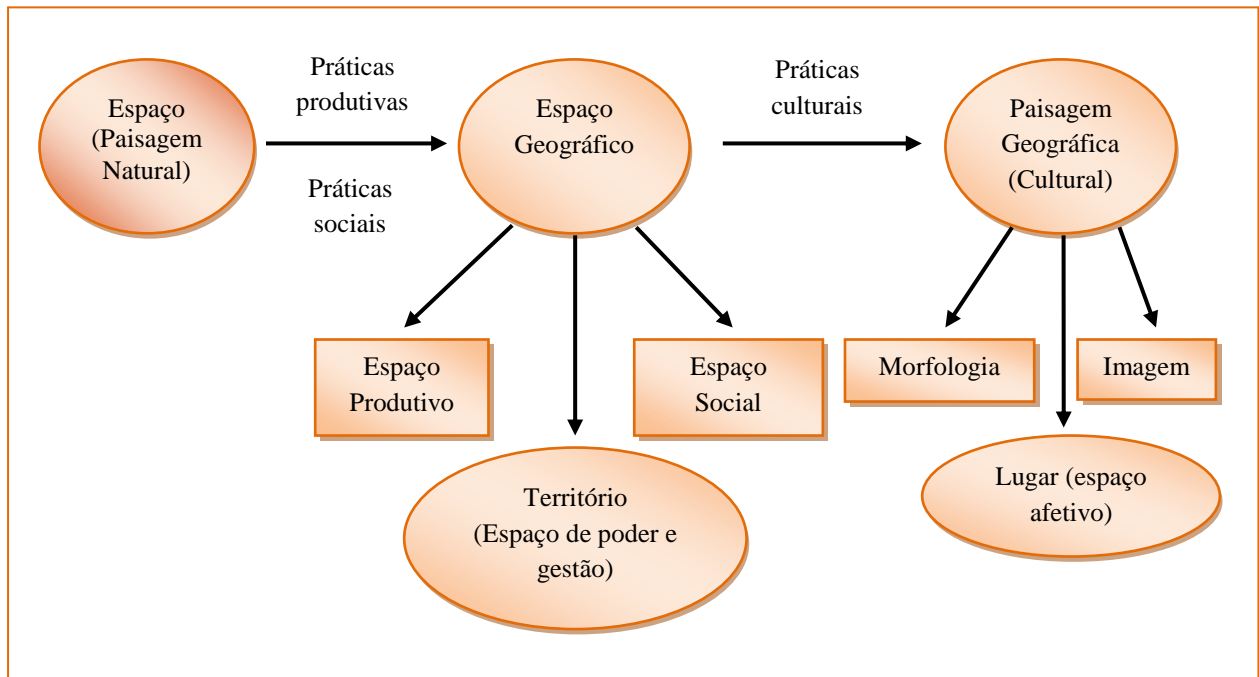 Espaço
(Paisagem
Natural)
Práticas
produtivas
Práticas
sociais
Espaço
Geográfico
Práticas
culturais
Paisagem
Geográfica
(Cultural)
Espaço
Produtivo
Espaço
Social
Morfologia
Imagem
Território
(Espaço de poder e
gestão)
Lugar (espaço
afetivo)